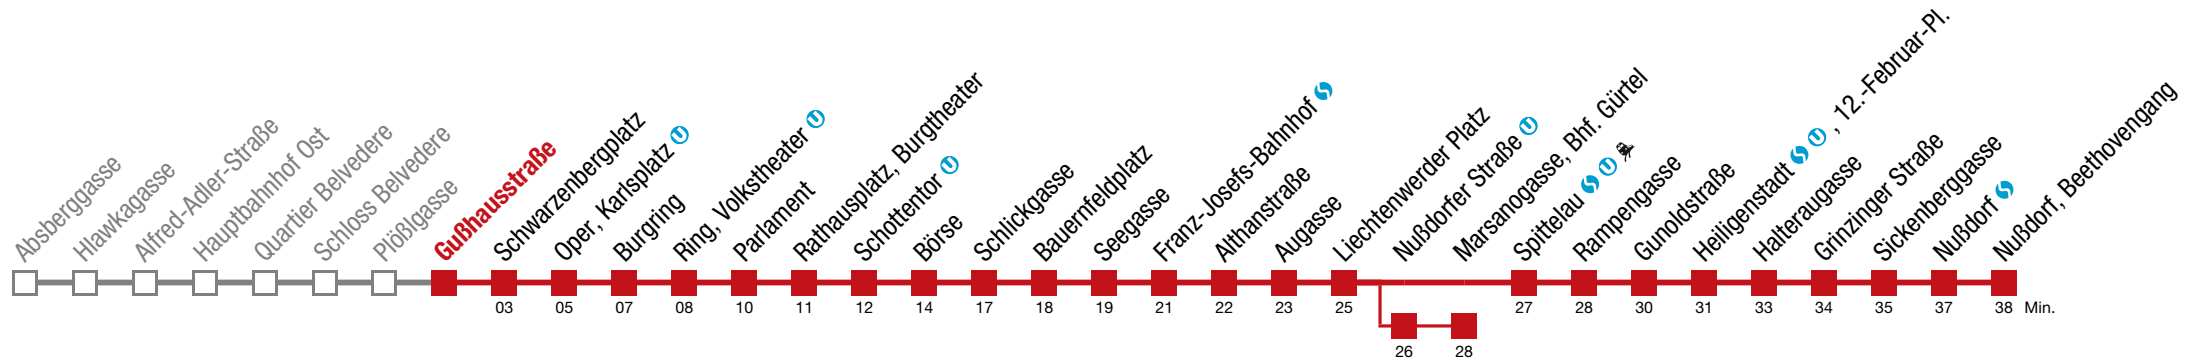 Absberggasse
Hlawkagasse
Alfred-Adler-Straße
Hauptbahnhof Ost
Quartier Belvedere
Schloss Belvedere
Plößlgasse
Gußhausstraße
Schwarzenbergplatz
Oper, Karlsplatz U
Burgring
Ring, Volkstheater U
Parlament
Rathausplatz, Burgtheater
Schottentor U
Börse
Schlickgasse
Bauernfeldplatz
Seegasse
Franz-Josefs-Bahnhof S
Althanstraße
Augasse
Liechtenwerder Platz
Nußdorfer Straße U
Marsanogasse, Bhf. Gürtel
Spittelau S U
Rampengasse
Gunoldstraße
Heiligenstadt S U , 12.-Februar-Pl.
Halteraugasse
Grinzinger Straße
Sickenberggasse
Nußdorf S
Nußdorf, Beethovengang
03 05 07 08 10 11 12 14 17 18 19 21 22 23 25 27 28 30 31 33 34 35 37 38 Min.
26 28